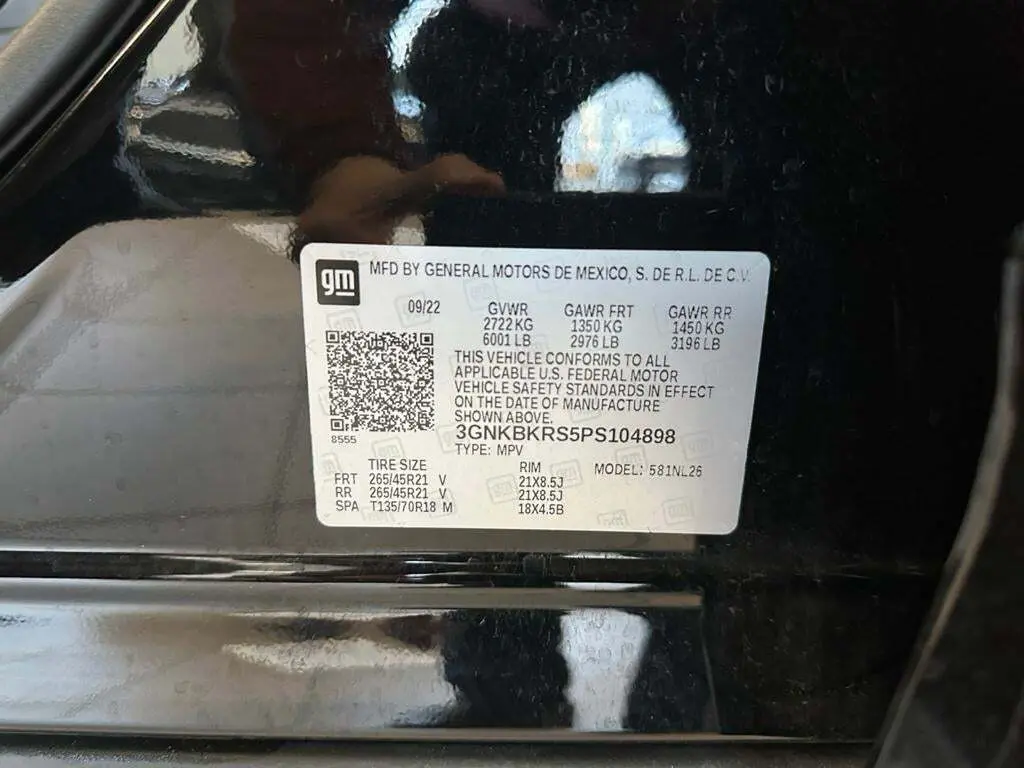 gm MFD BY GENERAL MOTORS DE MEXICO, S. DE R.L. DE C.V.
09/22 GVWR GAWR FRT GAWR RR
2722 KG 1350 KG 1450 KG
6001 LB 2976 LB 3196 LB
THIS VEHICLE CONFORMS TO ALL
APPLICABLE U.S. FEDERAL MOTOR
VEHICLE SAFETY STANDARDS IN EFFECT
ON THE DATE OF MANUFACTURE
SHOWN ABOVE.
8555 3GNKBKRS5PS104898
TYPE: MPV
TIRE SIZE RIM MODEL: 581NL26
FRT 265/45R21 V 21X8.5J
RR 265/45R21 V 21X8.5J
SPA T135/70R18 M 18X4.5B